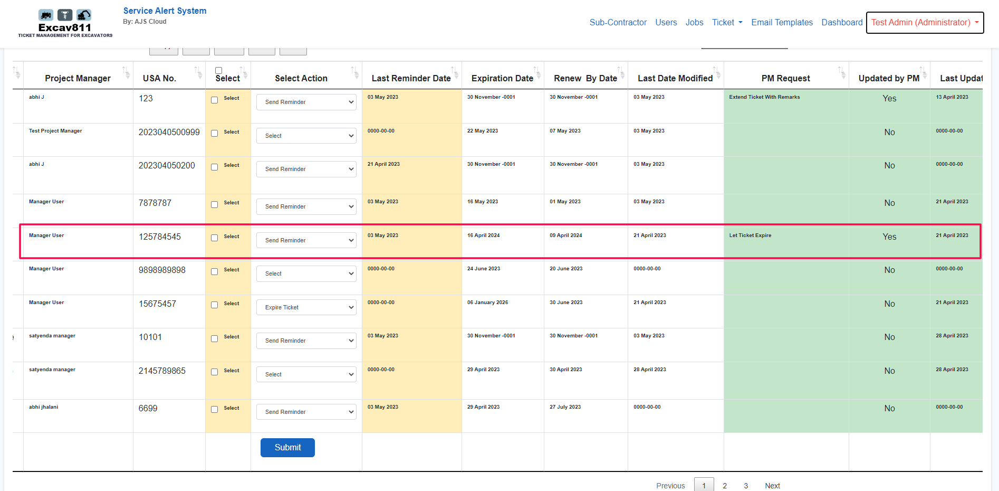 Service Alert System
By: AJS Cloud
Excav811
TICKET MANAGEMENT FOR EXCAVATORS
Sub-Contractor Users Jobs Ticket Email Templates Dashboard Test Admin (Administrator)
Project Manager USA No. Select Select Action Last Reminder Date Expiration Date Renew By Date Last Date Modified PM Request Updated by PM Last Updat
abhi J 123 Select Send Reminder 03 May 2023 30 November -0001 30 November -0001 03 May 2023 Extend Ticket With Remarks Yes 13 April 2023
Test Project Manager 2023040500999 Select Select 0000-00-00 22 May 2023 07 May 2023 03 May 2023 No 0000-00-00
abhi J 202304050200 Select Send Reminder 21 April 2023 30 November -0001 30 November -0001 03 May 2023 No 0000-00-00
Manager User 7878787 Select Send Reminder 03 May 2023 16 May 2023 01 May 2023 03 May 2023 No 21 April 2023
Manager User 125784545 Select Send Reminder 03 May 2023 16 April 2024 09 April 2024 21 April 2023 Let Ticket Expire Yes 21 April 2023
Manager User 9898989898 Select Select 0000-00-00 24 June 2023 20 June 2023 0000-00-00 No 0000-00-00
Manager User 15675457 Select Expire Ticket 0000-00-00 06 January 2026 30 June 2023 21 April 2023 No 21 April 2023
e satyenda manager 10101 Select Send Reminder 03 May 2023 30 November -0001 30 November -0001 03 May 2023 No 28 April 2023
satyenda manager 2145789865 Select Select 0000-00-00 29 April 2023 30 April 2023 28 April 2023 No 28 April 2023
abhi jhalani 6699 Select Send Reminder 03 May 2023 29 April 2023 27 July 2023 0000-00-00 No 0000-00-00
Submit
Previous 1 2 3 Next